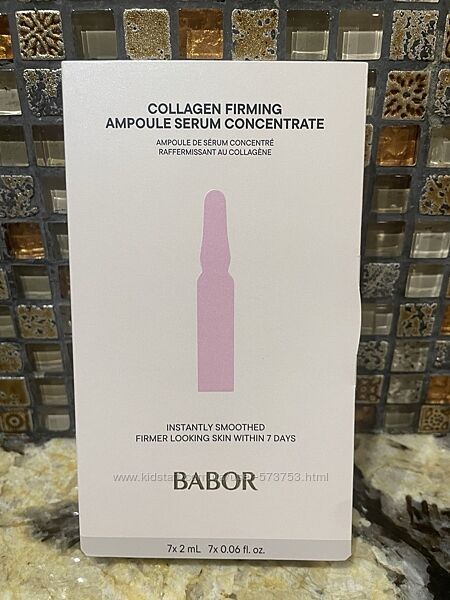 COLLAGEN FIRMING
AMPOULE SERUM CONCENTRATE
AMPOULE DE SÉRUM CONCENTRÉ
RAFFERMISSANT AU COLLAGÈNE
INSTANTLY SMOOTHED
FIRMER LOOKING SKIN WITHIN 7 DAYS
BABOR
7x 2 mL 7x 0.06 fl. oz.